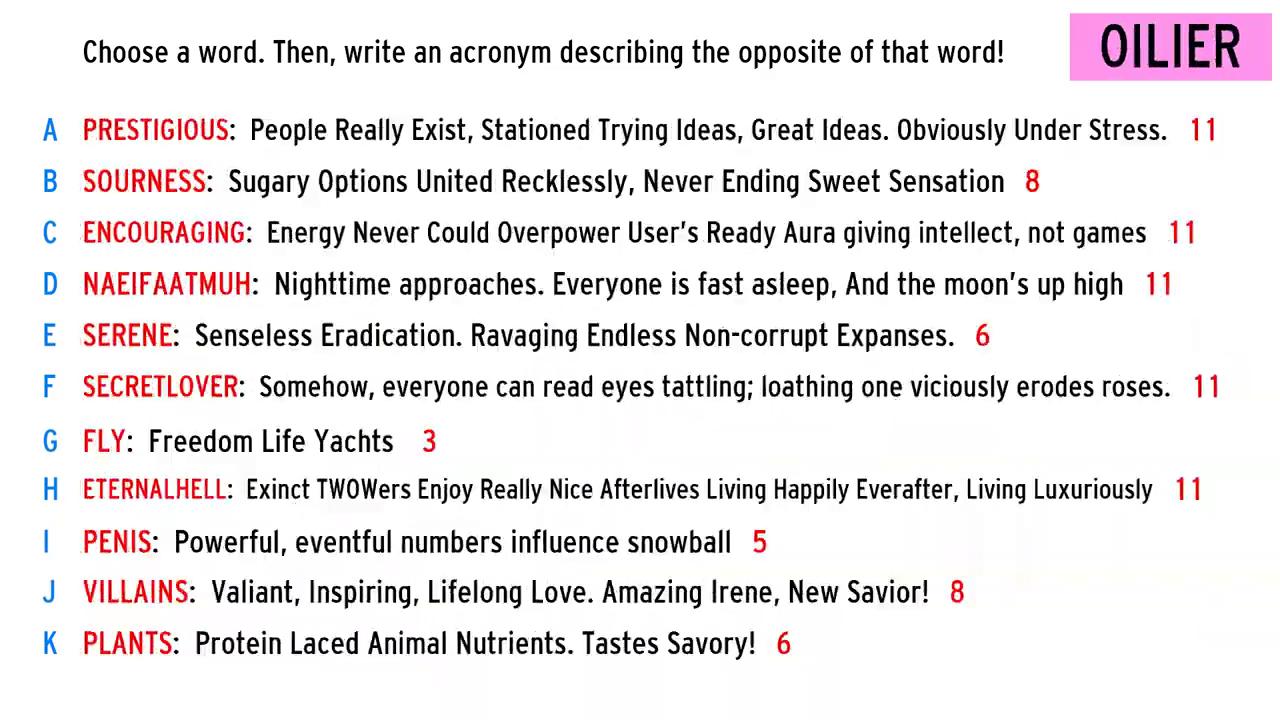 Choose a word. Then, write an acronym describing the opposite of that word!
OILIER
A PRESTIGIOUS: People Really Exist, Stationed Trying Ideas, Great Ideas. Obviously Under Stress. 11
B SOURNESS: Sugary Options United Recklessly, Never Ending Sweet Sensation 8
C ENCOURAGING: Energy Never Could Overpower User's Ready Aura giving intellect, not games 11
D NAEIFAATMUH: Nighttime approaches. Everyone is fast asleep, And the moon's up high 11
E SERENE: Senseless Eradication. Ravaging Endless Non-corrupt Expanses. 6
F SECRETLOVER: Somehow, everyone can read eyes tattling; loathing one viciously erodes roses. 11
G FLY: Freedom Life Yachts 3
H ETERNALHELL: Exinct TWOWers Enjoy Really Nice Afterlives Living Happily Everafter, Living Luxuriously 11
I PENIS: Powerful, eventful numbers influence snowball 5
J VILLAINS: Valiant, Inspiring, Lifelong Love. Amazing Irene, New Savior! 8
K PLANTS: Protein Laced Animal Nutrients. Tastes Savory! 6